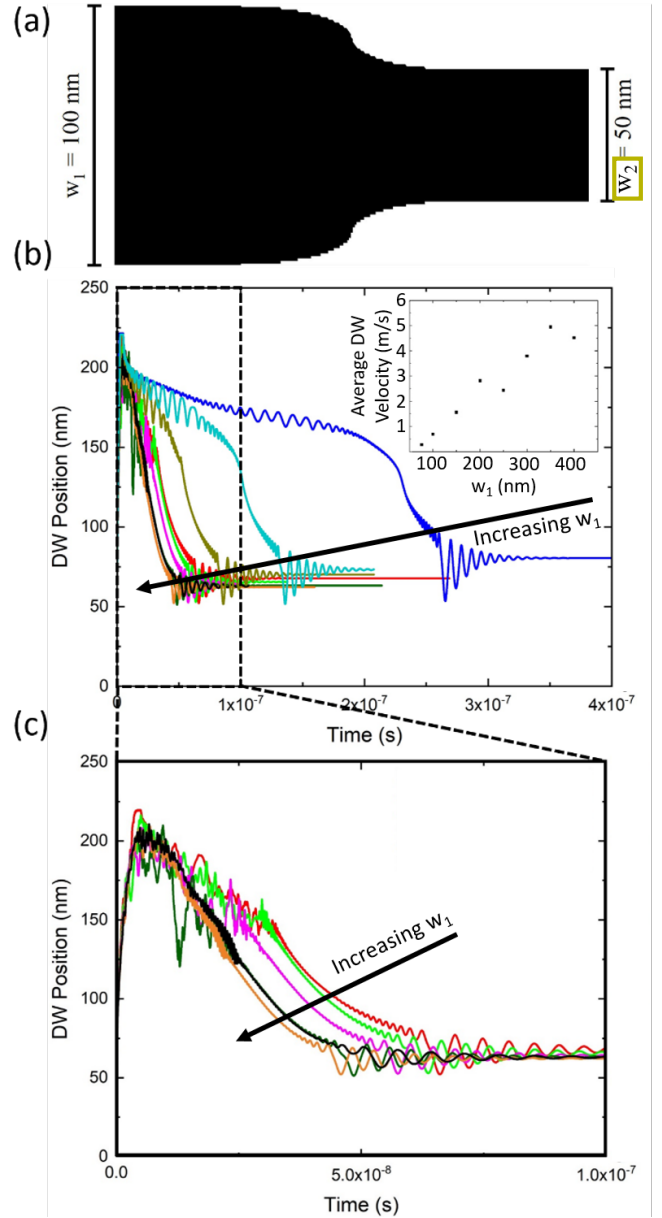 (a)
w₁ = 100 nm
w₂ = 50 nm
(b)
250
200
150
100
50
0
DW Position (nm)
0
1x10⁻⁷
2x10⁻⁷
3x10⁻⁷
4x10⁻⁷
Time (s)
6
5
4
3
2
1
Average DW
Velocity (m/s)
100
200
300
400
w₁ (nm)
Increasing w₁
(c)
250
200
150
100
50
0
DW Position (nm)
0.0
5.0x10⁻⁸
1.0x10⁻⁷
Time (s)
Increasing w₁